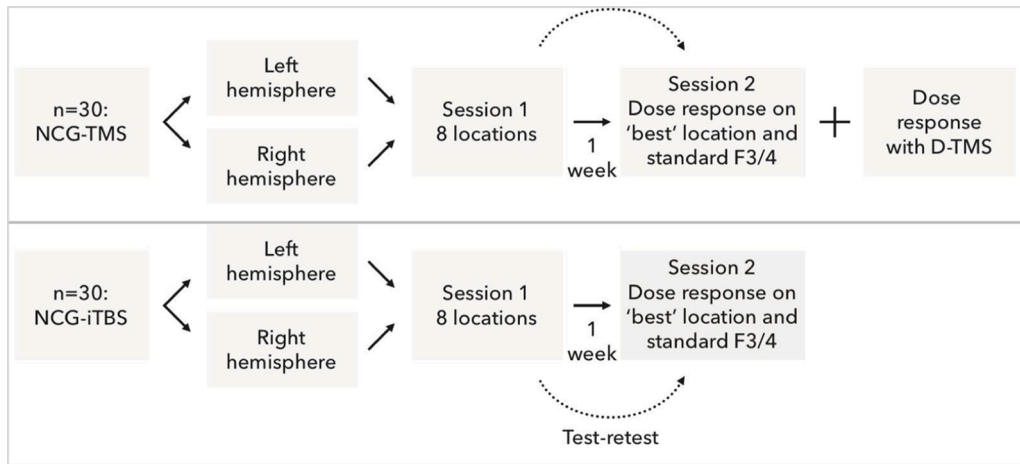 n=30:
NCG-TMS
Left
hemisphere
Right
hemisphere
Session 1
8 locations
1
week
Session 2
Dose response on
‘best’ location and
standard F3/4
+
Dose
response
with D-TMS
n=30:
NCG-iTBS
Left
hemisphere
Right
hemisphere
Session 1
8 locations
1
week
Session 2
Dose response on
‘best’ location and
standard F3/4
Test-retest